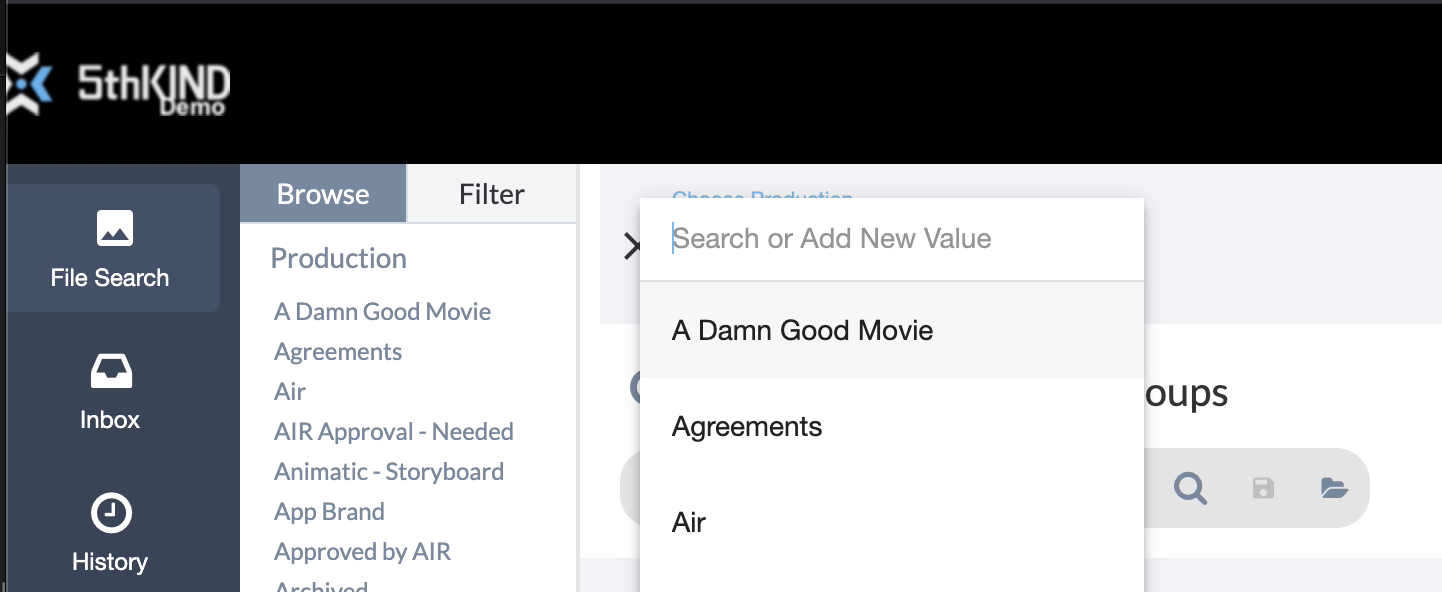 5thKIND
Demo
File Search
Inbox
History
Browse
Filter
Production
A Damn Good Movie
Agreements
Air
AIR Approval - Needed
Animatic - Storyboard
App Brand
Approved by AIR
Archived
Choose Production
Search or Add New Value
A Damn Good Movie
Agreements
Air
oups